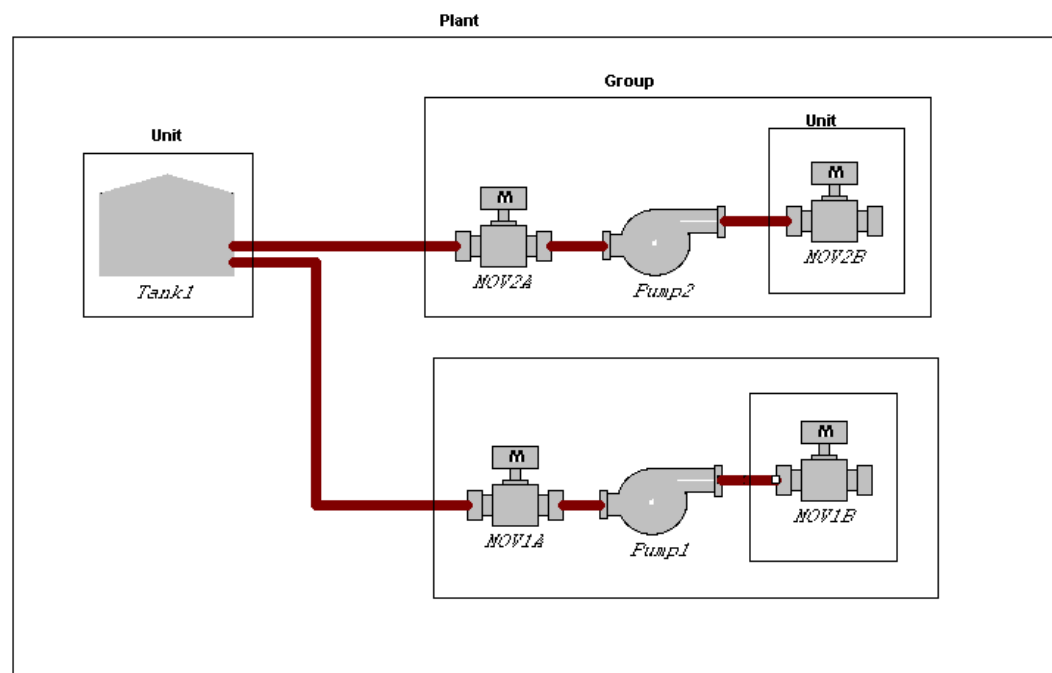 Plant
Group
Unit
Unit
M
M
MOV2B
MOV2A
Pump2
Tank1
M
M
MOV1B
MOV1A
Pump1